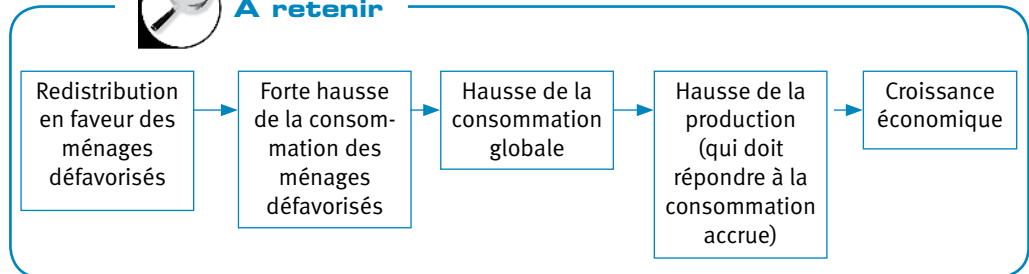 À retenir
Redistribution
en faveur des
ménages
défavorisés
Forte hausse
de la consom-
mation des
ménages
défavorisés
Hausse de la
consommation
globale
Hausse de la
production
(qui doit
répondre à la
consommation
accrue)
Croissance
économique